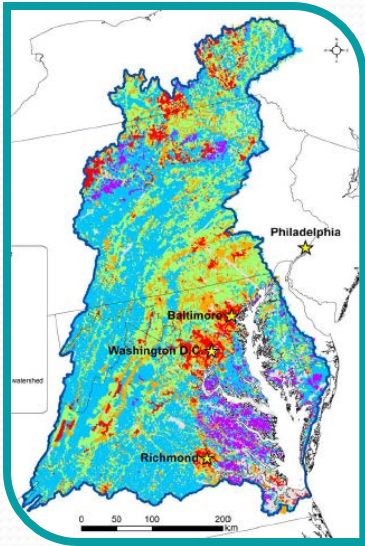 Philadelphia
Baltimore
Washington D.C.
watershed
Richmond
0 50 100 200
km